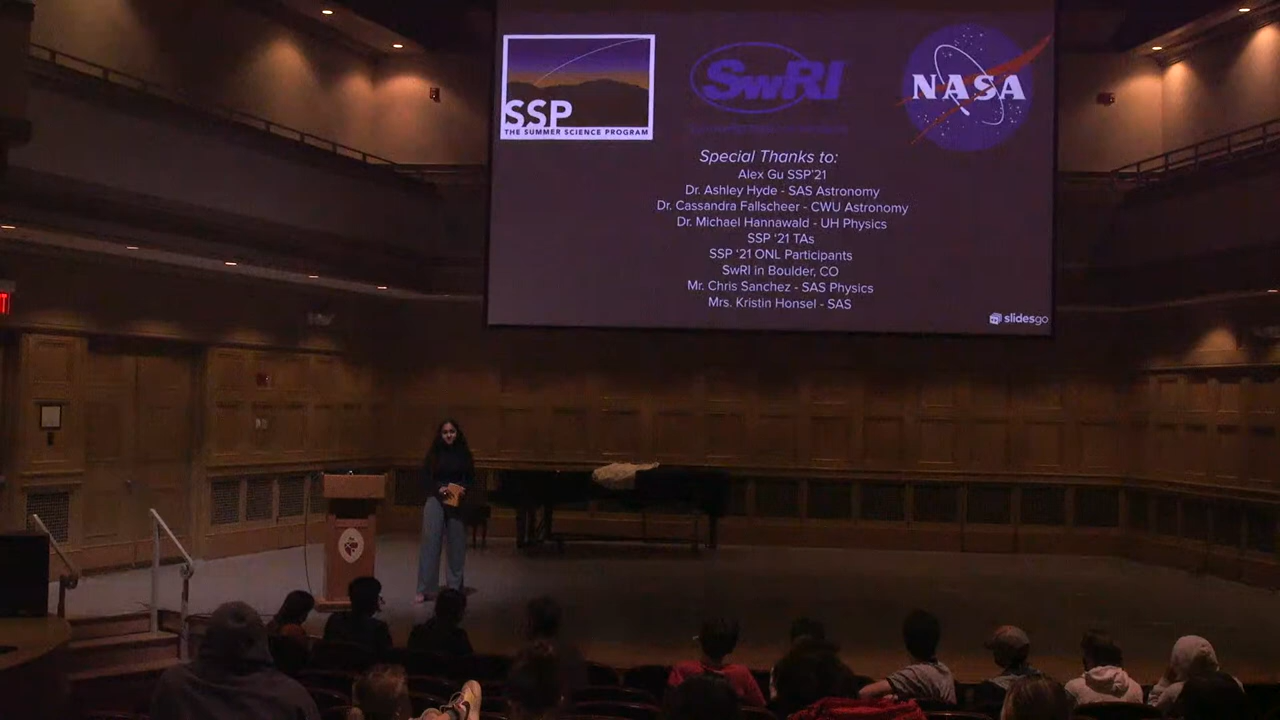 SSP
THE SUMMER SCIENCE PROGRAM
SwRI
NASA
Special Thanks to:
Alex Gu SSP'21
Dr. Ashley Hyde - SAS Astronomy
Dr. Cassandra Fallscheer - CWU Astronomy
Dr. Michael Hannawald - UH Physics
SSP '21 TAs
SSP '21 ONL Participants
SwRI in Boulder, CO
Mr. Chris Sanchez - SAS Physics
Mrs. Kristin Honsel - SAS
slidesgo